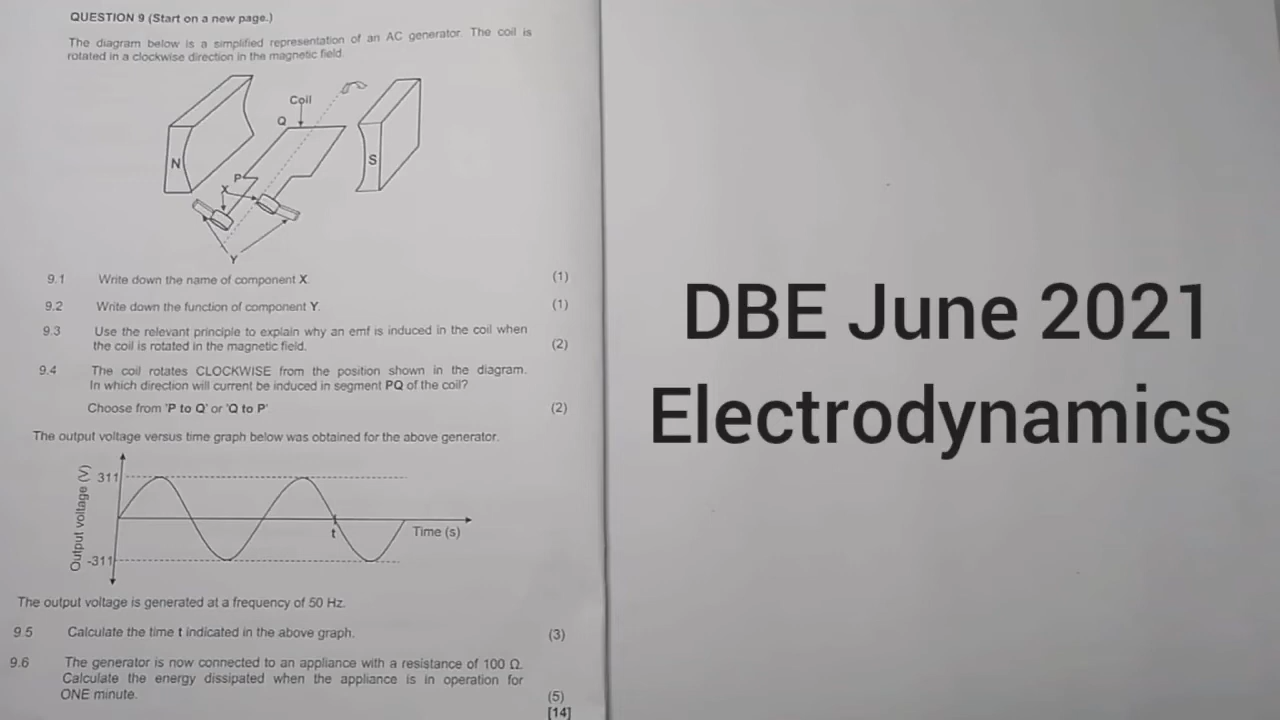 QUESTION 9 (Start on a new page.)
The diagram below is a simplified representation of an AC generator. The coil is
rotated in a clockwise direction in the magnetic field.
Coil
Q
N
S
P
X
Y
9.1 Write down the name of component X. (1)
9.2 Write down the function of component Y. (1)
9.3 Use the relevant principle to explain why an emf is induced in the coil when
the coil is rotated in the magnetic field. (2)
9.4 The coil rotates CLOCKWISE from the position shown in the diagram.
In which direction will current be induced in segment PQ of the coil?
Choose from 'P to Q' or 'Q to P' (2)
The output voltage versus time graph below was obtained for the above generator.
Output voltage (V)
311
t
Time (s)
-311
The output voltage is generated at a frequency of 50 Hz.
9.5 Calculate the time t indicated in the above graph. (3)
9.6 The generator is now connected to an appliance with a resistance of 100 Ω.
Calculate the energy dissipated when the appliance is in operation for
ONE minute. (5)
[14]
DBE June 2021
Electrodynamics